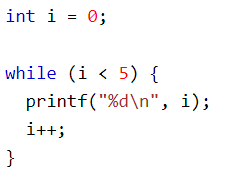 int i = 0;

while (i < 5) {
  printf("%d\n", i);
  i++;
}